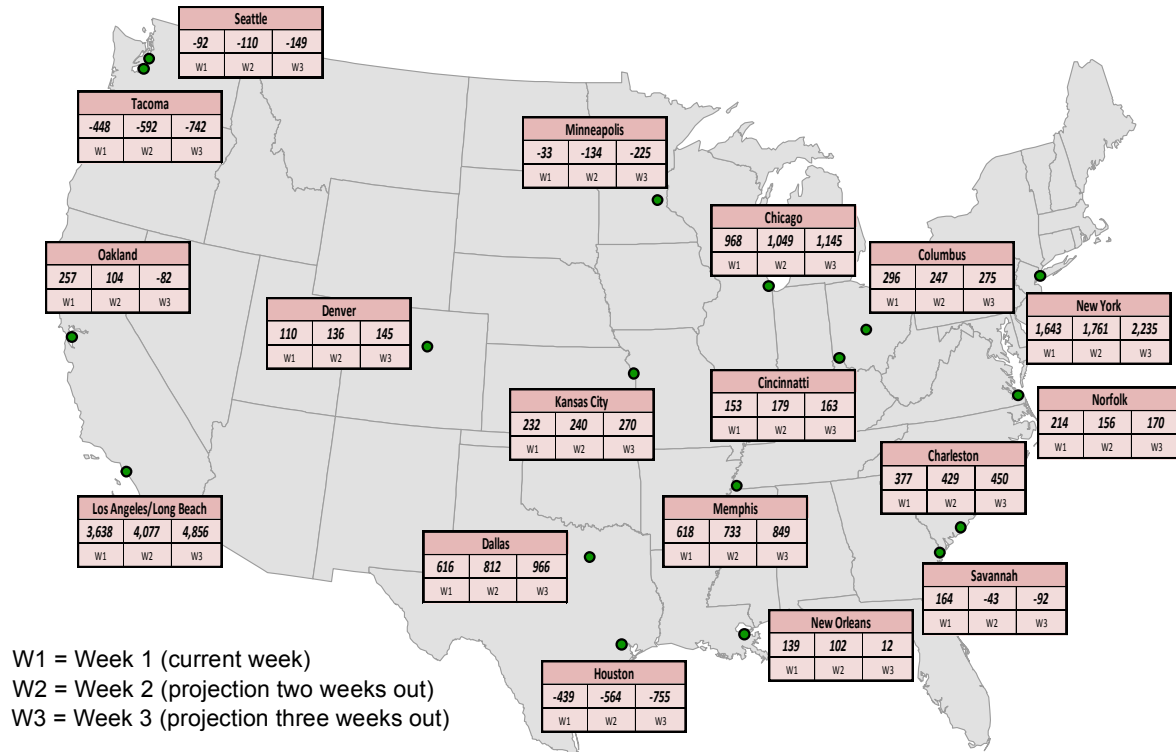 Seattle
-92 -110 -149
W1 W2 W3
Tacoma
-448 -592 -742
W1 W2 W3
Minneapolis
-33 -134 -225
W1 W2 W3
Chicago
968 1,049 1,145
W1 W2 W3
Oakland
257 104 -82
W1 W2 W3
Columbus
296 247 275
W1 W2 W3
Denver
110 136 145
W1 W2 W3
New York
1,643 1,761 2,235
W1 W2 W3
Cincinnatti
153 179 163
W1 W2 W3
Kansas City
232 240 270
W1 W2 W3
Norfolk
214 156 170
W1 W2 W3
Charleston
377 429 450
W1 W2 W3
Los Angeles/Long Beach
3,638 4,077 4,856
W1 W2 W3
Memphis
618 733 849
W1 W2 W3
Dallas
616 812 966
W1 W2 W3
Savannah
164 -43 -92
W1 W2 W3
New Orleans
139 102 12
W1 W2 W3
Houston
-439 -564 -755
W1 W2 W3
W1 = Week 1 (current week)
W2 = Week 2 (projection two weeks out)
W3 = Week 3 (projection three weeks out)